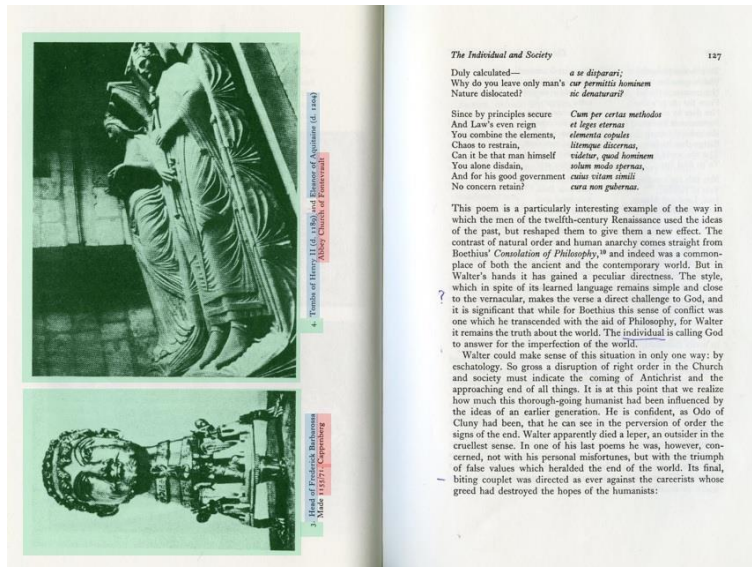 4. Tombs of Henry II (d. 1189) and Eleanor of Aquitaine (d. 1204)
Abbey Church of Fontevrault
3. Head of Frederick Barbarossa
Made 1155/71, Cappenberg
The Individual and Society 127
Duly calculated— a se disparari;
Why do you leave only man's cur permittis hominem
Nature dislocated? sic denaturari?
Since by principles secure Cum per certas methodos
And Law's even reign et leges eternas
You combine the elements, elementa copules
Chaos to restrain, litemque discernas,
Can it be that man himself videtur, quod hominem
You alone disdain, solum modo spernas,
And for his good government cuius vitam simili
No concern retain? cura non gubernas.
This poem is a particularly interesting example of the way in
which the men of the twelfth-century Renaissance used the ideas
of the past, but reshaped them to give them a new effect. The
contrast of natural order and human anarchy comes straight from
Boethius' Consolation of Philosophy,¹⁹ and indeed was a common-
place of both the ancient and the contemporary world. But in
Walter's hands it has gained a peculiar directness. The style,
which in spite of its learned language remains simple and close
? to the vernacular, makes the verse a direct challenge to God, and
it is significant that while for Boethius this sense of conflict was
one which he transcended with the aid of Philosophy, for Walter
it remains the truth about the world. The individual is calling God
to answer for the imperfection of the world.
Walter could make sense of this situation in only one way: by
eschatology. So gross a disruption of right order in the Church
and society must indicate the coming of Antichrist and the
approaching end of all things. It is at this point that we realize
how much this thorough-going humanist had been influenced by
the ideas of an earlier generation. He is confident, as Odo of
Cluny had been, that he can see in the perversion of order the
signs of the end. Walter apparently died a leper, an outsider in the
cruellest sense. In one of his last poems he was, however, con-
cerned, not with his personal misfortunes, but with the triumph
of false values which heralded the end of the world. Its final,
biting couplet was directed as ever against the careerists whose
greed had destroyed the hopes of the humanists: